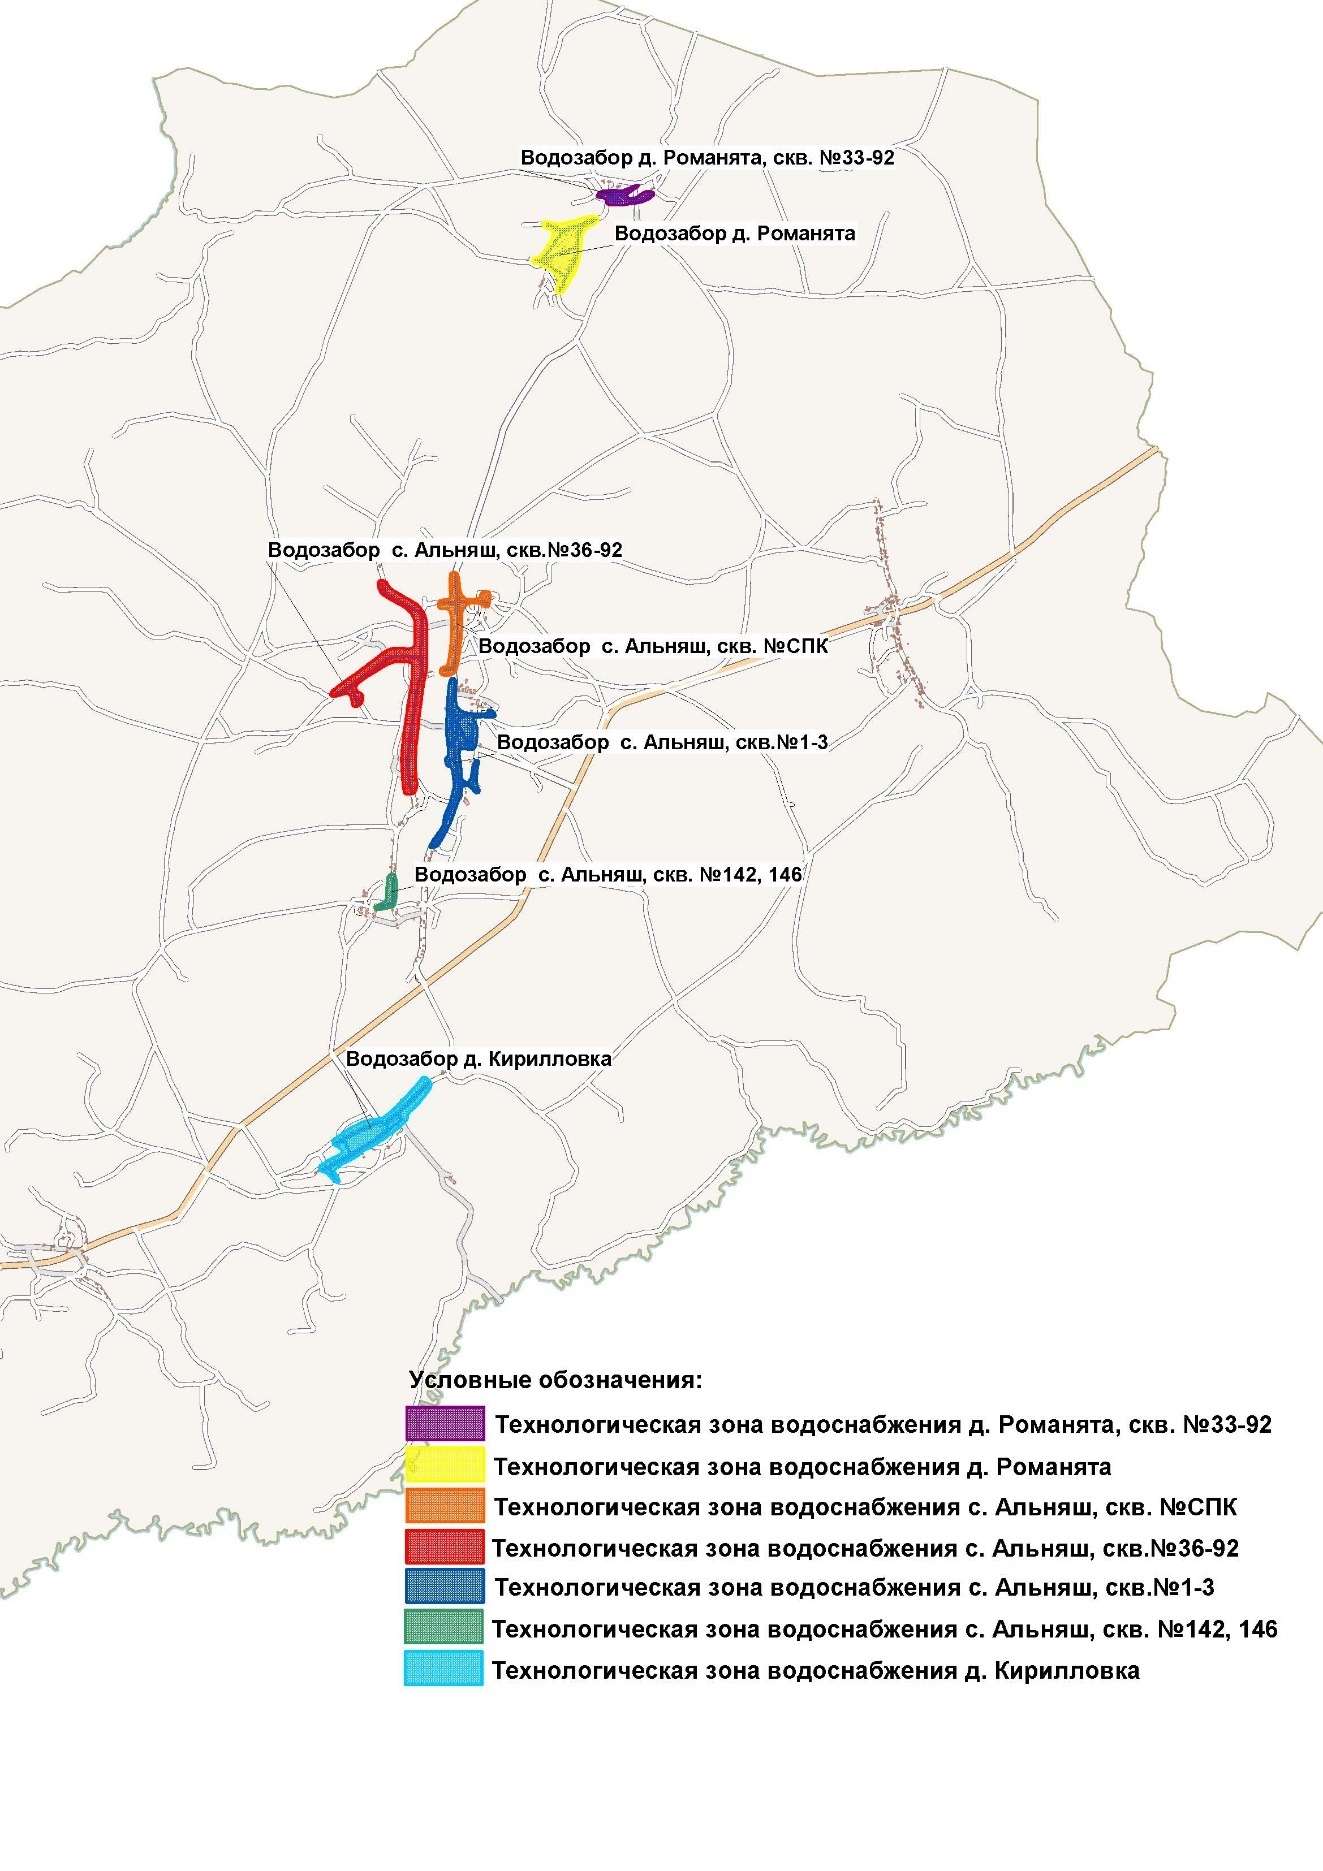 Водозабор д. Романята, скв. №33-92
Водозабор д. Романята
Водозабор с. Альняш, скв.№36-92
Водозабор с. Альняш, скв. №СПК
Водозабор с. Альняш, скв.№1-3
Водозабор с. Альняш, скв. №142, 146
Водозабор д. Кирилловка
Условные обозначения:
Технологическая зона водоснабжения д. Романята, скв. №33-92
Технологическая зона водоснабжения д. Романята
Технологическая зона водоснабжения с. Альняш, скв. №СПК
Технологическая зона водоснабжения с. Альняш, скв.№36-92
Технологическая зона водоснабжения с. Альняш, скв.№1-3
Технологическая зона водоснабжения с. Альняш, скв. №142, 146
Технологическая зона водоснабжения д. Кирилловка